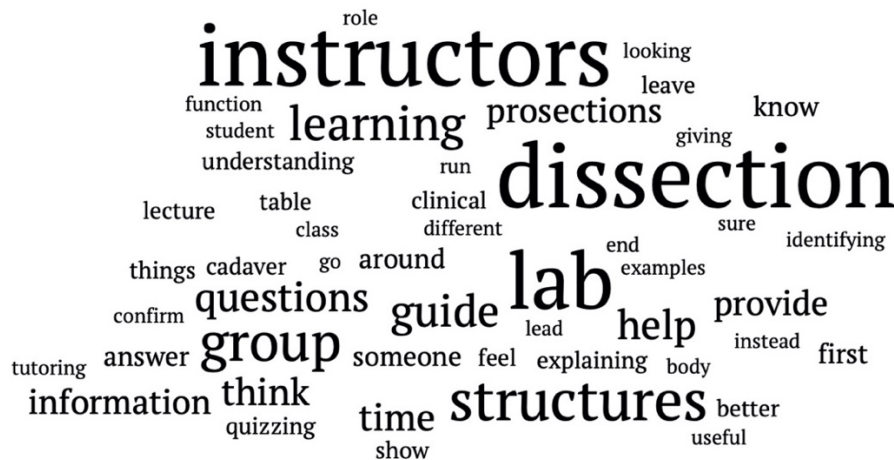 role
instructors looking
leave
function
student learning prosections know
giving
understanding run
dissection
lecture table clinical
class different sure
identifying
things cadaver go around end
lab examples
questions guide provide
confirm lead help
group instead
tutoring answer someone feel explaining body first
information think structures better
quizzing time useful
show